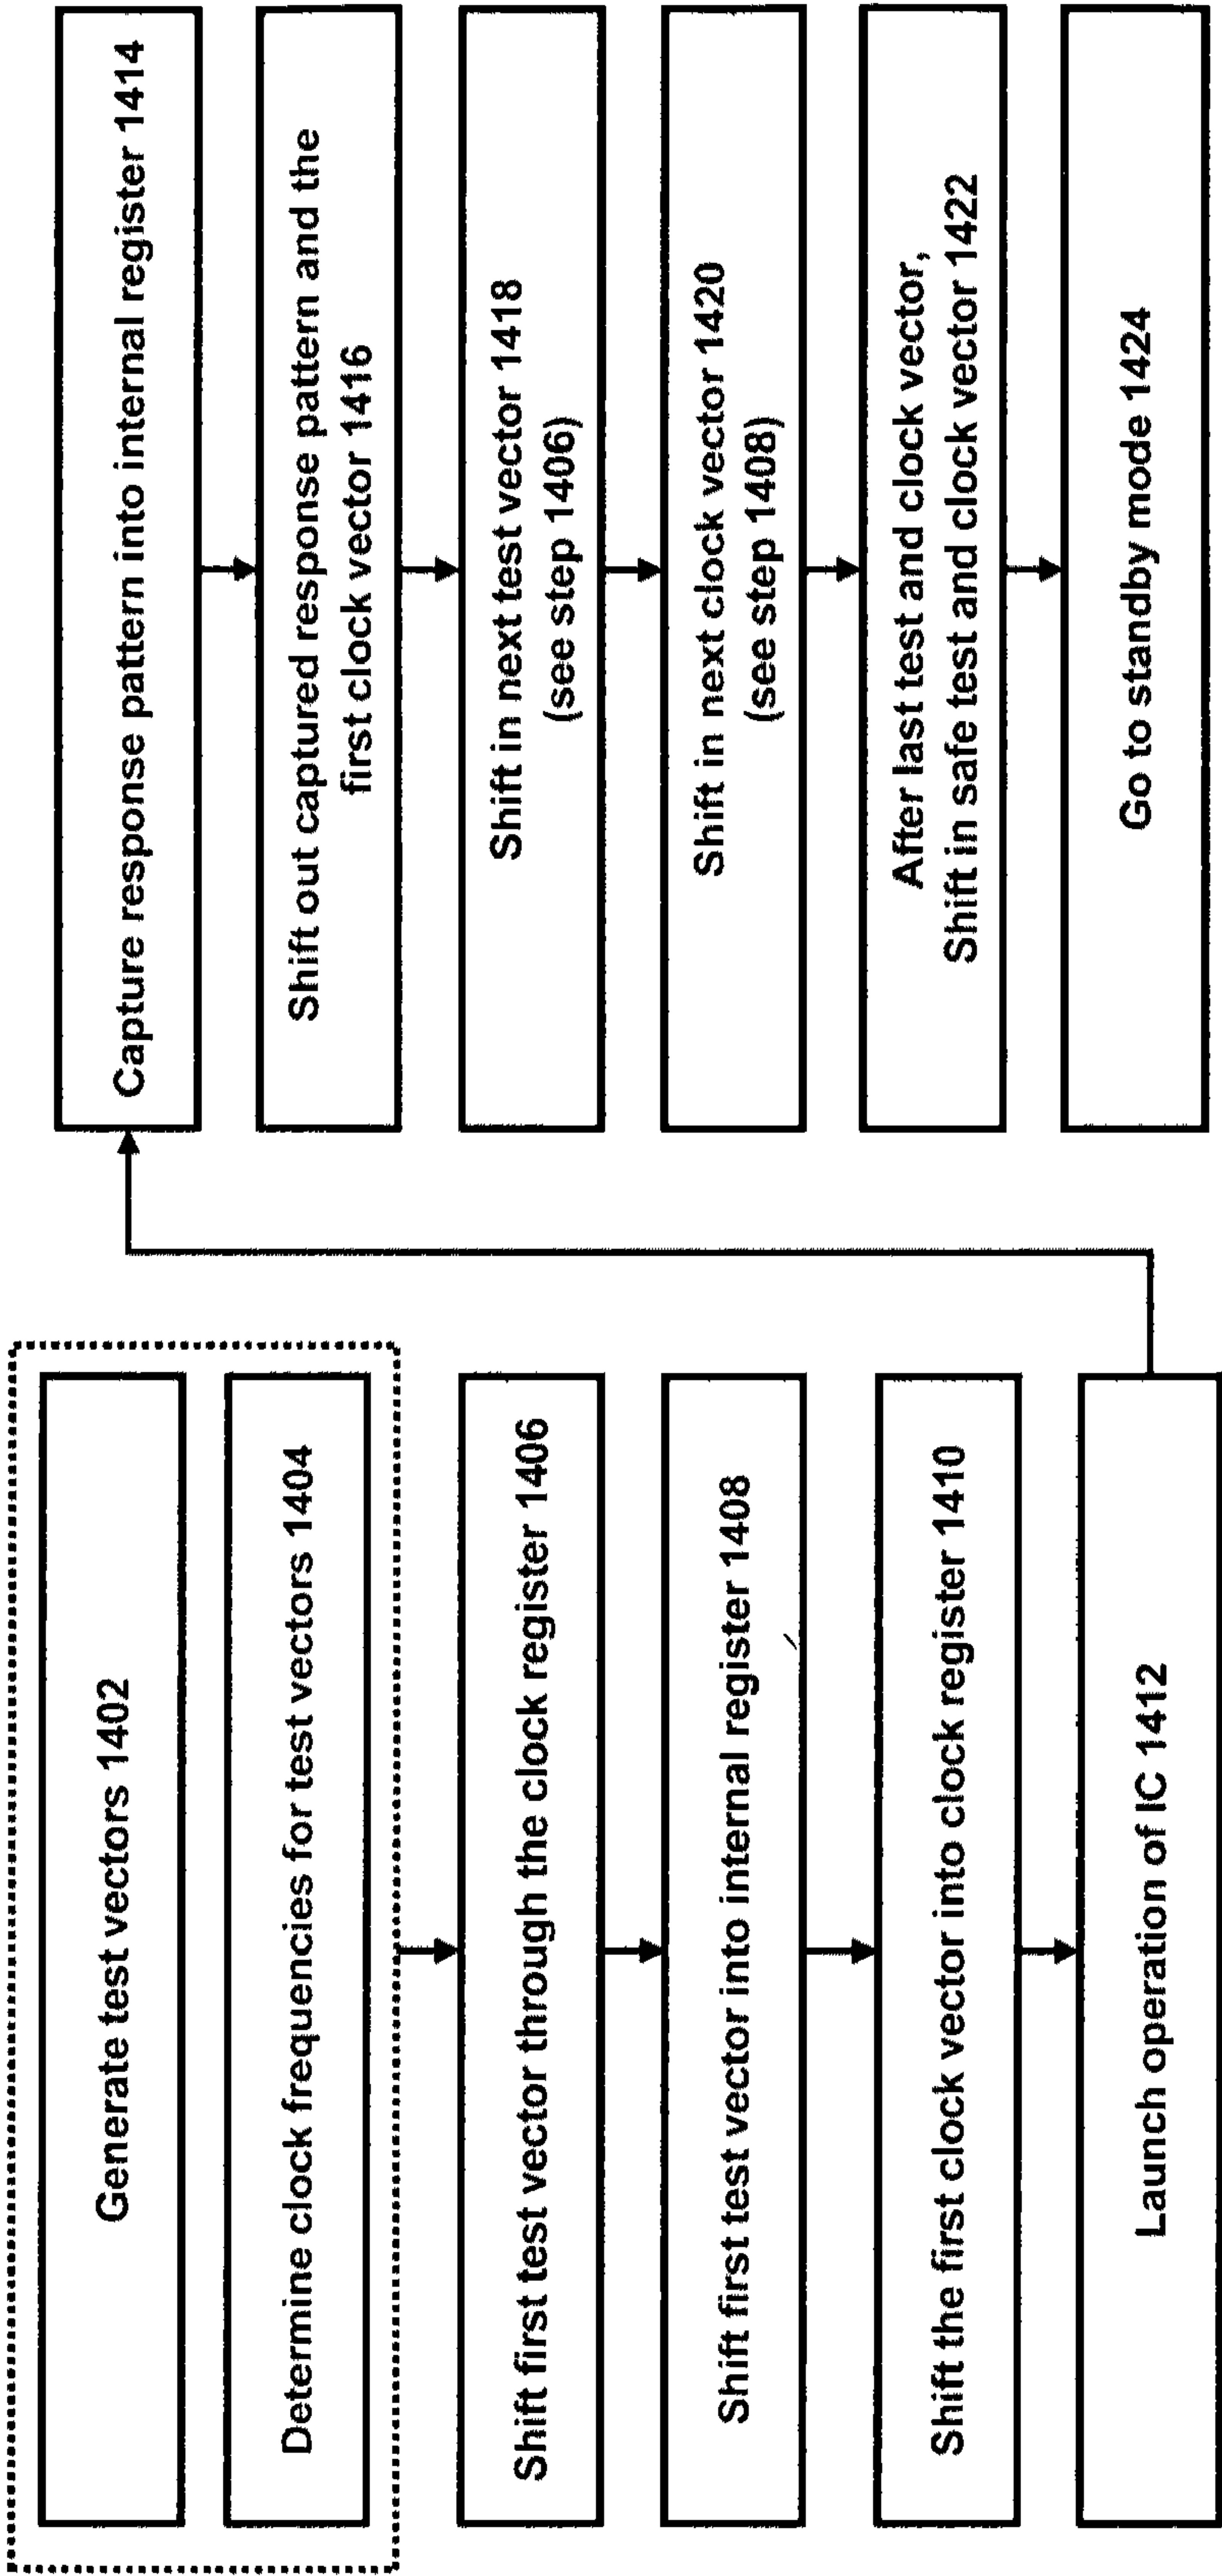 Generate test vectors 1402
Determine clock frequencies for test vectors 1404
Shift first test vector through the clock register 1406
Shift first test vector into internal register 1408
Shift the first clock vector into clock register 1410
Launch operation of IC 1412
Capture response pattern into internal register 1414
Shift out captured response pattern and the
first clock vector 1416
Shift in next test vector 1418
(see step 1406)
Shift in next clock vector 1420
(see step 1408)
After last test and clock vector,
Shift in safe test and clock vector 1422
Go to standby mode 1424